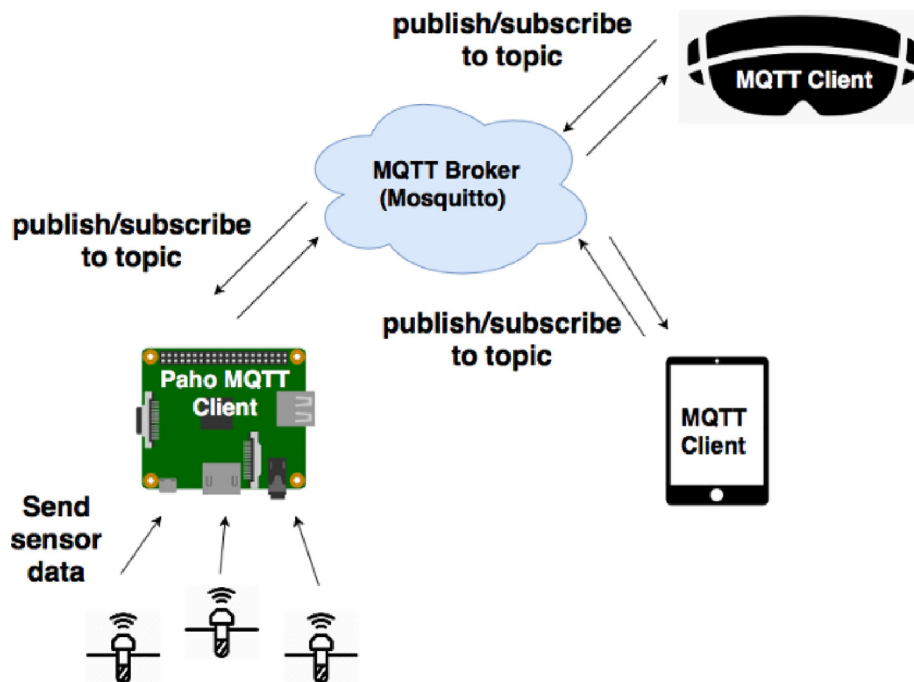 publish/subscribe
to topic
MQTT Client
MQTT Broker
(Mosquitto)
publish/subscribe
to topic
publish/subscribe
to topic
Paho MQTT
Client
MQTT
Client
Send
sensor
data